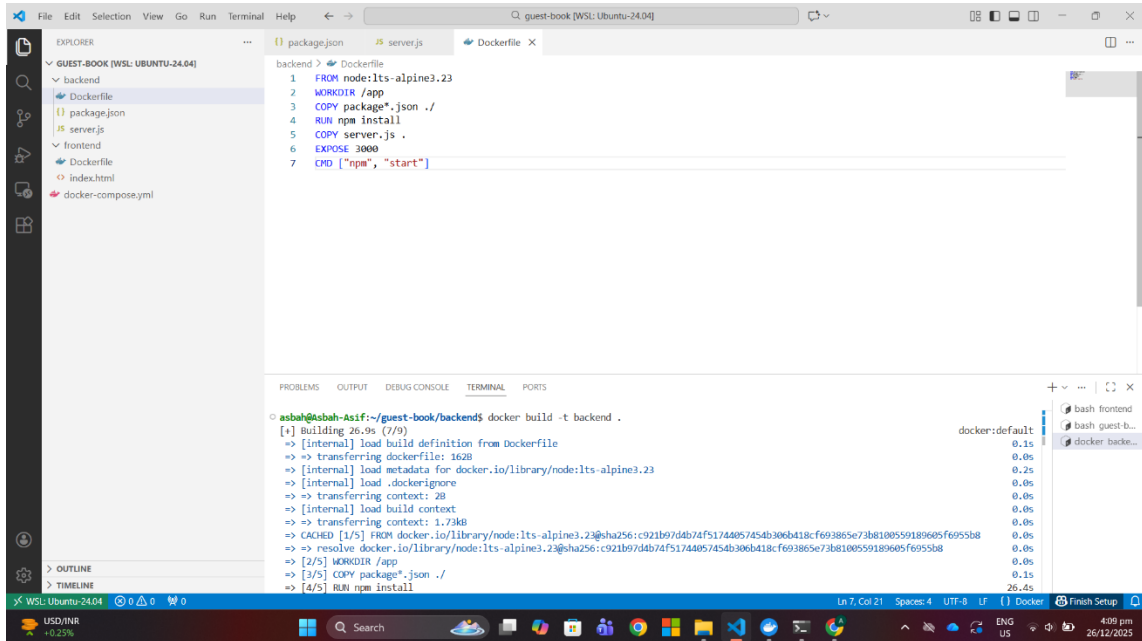 File Edit Selection View Go Run Terminal Help
guest-book [WSL: Ubuntu-24.04]
EXPLORER
GUEST-BOOK [WSL: UBUNTU-24.04]
backend
Dockerfile
{} package.json
JS server.js
frontend
Dockerfile
<> index.html
docker-compose.yml
OUTLINE
TIMELINE
{} package.json JS server.js Dockerfile
backend > Dockerfile
1 FROM node:lts-alpine3.23
2 WORKDIR /app
3 COPY package*.json ./
4 RUN npm install
5 COPY server.js .
6 EXPOSE 3000
7 CMD ["npm", "start"]
PROBLEMS OUTPUT DEBUG CONSOLE TERMINAL PORTS
asbah@Asbah-Asif:~/guest-book/backend$ docker build -t backend .
[+] Building 26.9s (7/9) docker:default
=> [internal] load build definition from Dockerfile 0.1s
=> => transferring dockerfile: 162B 0.0s
=> [internal] load metadata for docker.io/library/node:lts-alpine3.23 0.2s
=> [internal] load .dockerignore 0.0s
=> => transferring context: 2B 0.0s
=> [internal] load build context 0.0s
=> => transferring context: 1.73kB 0.0s
=> CACHED [1/5] FROM docker.io/library/node:lts-alpine3.23@sha256:c921b97d4b74f51744057454b306b418cf693865e73b8100559189605f6955b8 0.0s
=> => resolve docker.io/library/node:lts-alpine3.23@sha256:c921b97d4b74f51744057454b306b418cf693865e73b8100559189605f6955b8 0.0s
=> [2/5] WORKDIR /app 0.0s
=> [3/5] COPY package*.json ./ 0.1s
=> [4/5] RUN npm install 26.4s
bash frontend
bash guest-b...
docker backe...
WSL: Ubuntu-24.04 0 0 0 Ln 7, Col 21 Spaces: 4 UTF-8 LF {} Docker Finish Setup
USD/INR
+0.25%
Search
ENG
US
4:09 pm
26/12/2025